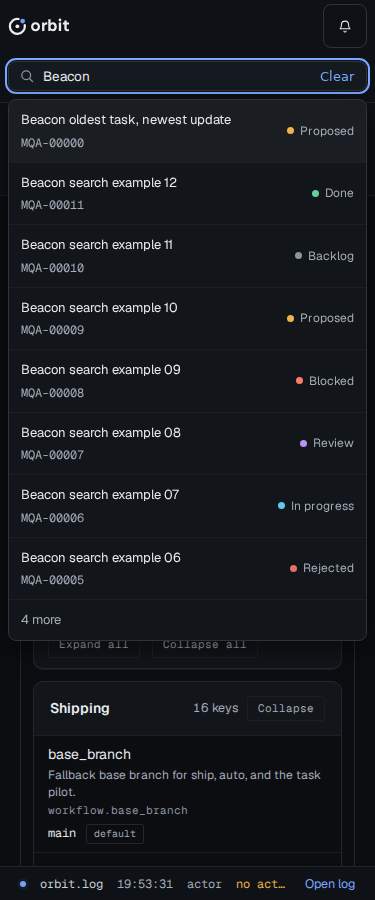 orbit
Beacon Clear
Beacon oldest task, newest update
MQA-00000
Proposed
Beacon search example 12
MQA-00011
Done
Beacon search example 11
MQA-00010
Backlog
Beacon search example 10
MQA-00009
Proposed
Beacon search example 09
MQA-00008
Blocked
Beacon search example 08
MQA-00007
Review
Beacon search example 07
MQA-00006
In progress
Beacon search example 06
MQA-00005
Rejected
4 more
Expand all Collapse all
Shipping 16 keys Collapse
base_branch
Fallback base branch for ship, auto, and the task
pilot.
workflow.base_branch
main default
orbit.log 19:53:31 actor no act… Open log